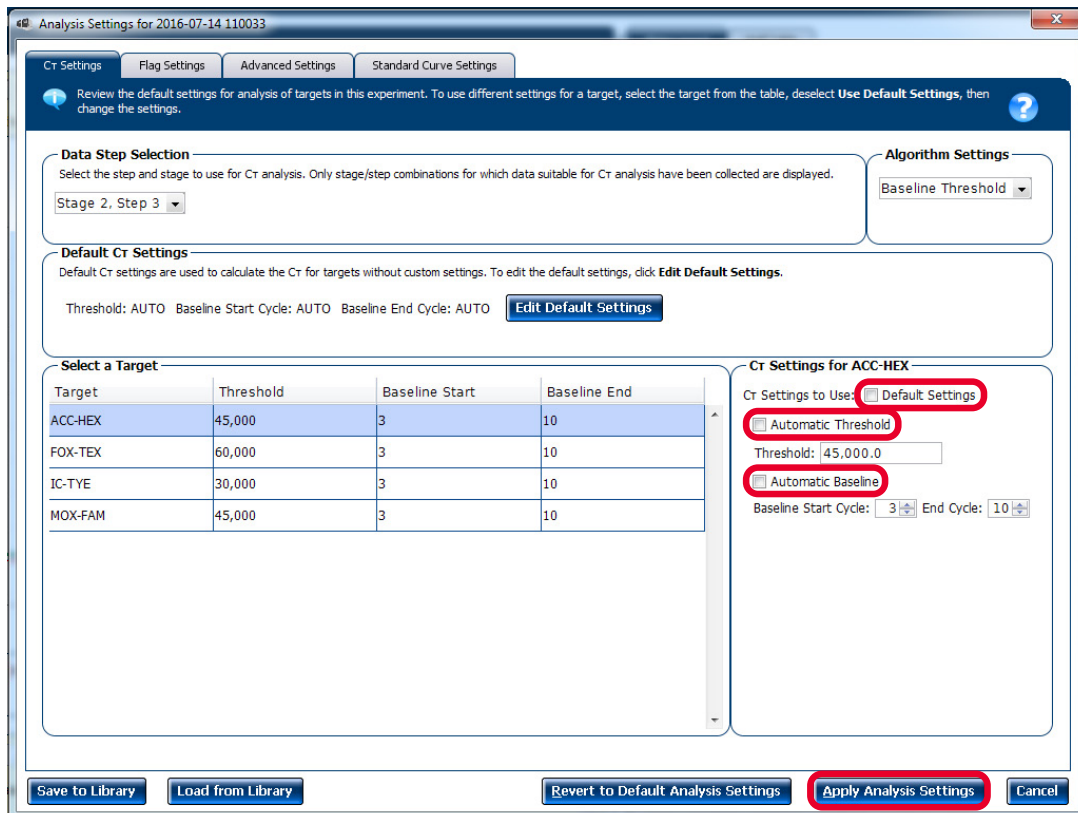 Analysis Settings for 2016-07-14 110033
Cᴛ Settings
Flag Settings
Advanced Settings
Standard Curve Settings
Review the default settings for analysis of targets in this experiment. To use different settings for a target, select the target from the table, deselect Use Default Settings, then
change the settings.
Data Step Selection
Select the step and stage to use for Cᴛ analysis. Only stage/step combinations for which data suitable for Cᴛ analysis have been collected are displayed.
Stage 2, Step 3
Algorithm Settings
Baseline Threshold
Default Cᴛ Settings
Default Cᴛ settings are used to calculate the Cᴛ for targets without custom settings. To edit the default settings, click Edit Default Settings.
Threshold: AUTO Baseline Start Cycle: AUTO Baseline End Cycle: AUTO
Edit Default Settings
Select a Target
Target Threshold Baseline Start Baseline End
ACC-HEX 45,000 3 10
FOX-TEX 60,000 3 10
IC-TYE 30,000 3 10
MOX-FAM 45,000 3 10
Cᴛ Settings for ACC-HEX
Cᴛ Settings to Use: Default Settings
Automatic Threshold
Threshold: 45,000.0
Automatic Baseline
Baseline Start Cycle: 3 End Cycle: 10
Save to Library
Load from Library
Revert to Default Analysis Settings
Apply Analysis Settings
Cancel